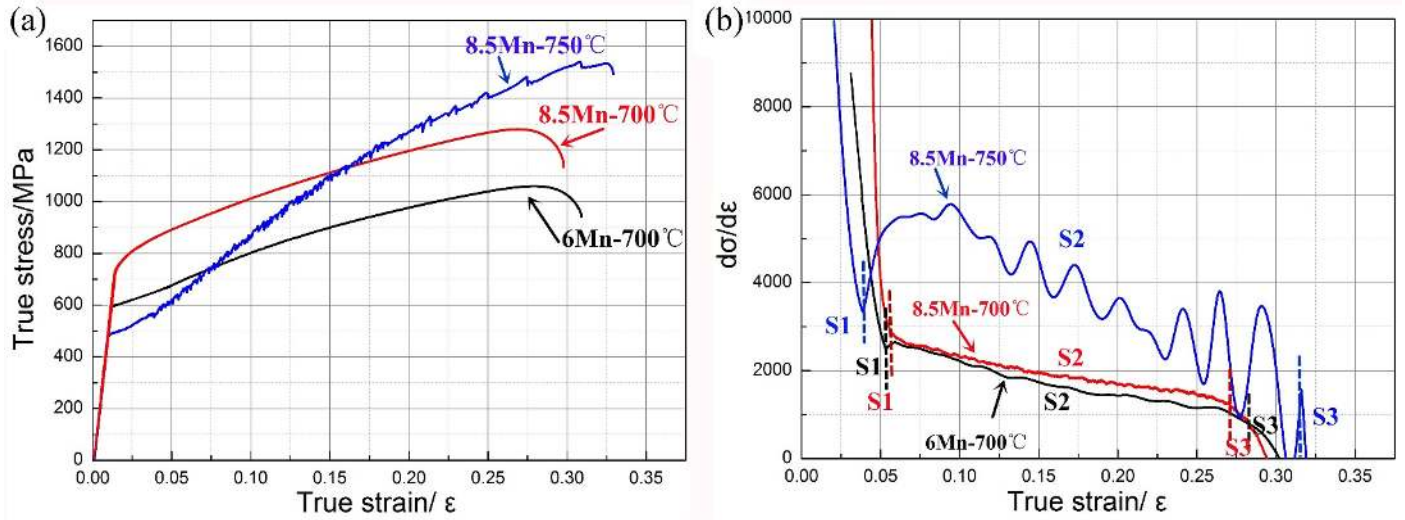 (a)
True stress/MPa
1600
1400
1200
1000
800
600
400
200
0
8.5Mn-750℃
8.5Mn-700℃
6Mn-700℃
0.00 0.05 0.10 0.15 0.20 0.25 0.30 0.35
True strain/ ε
(b)
dσ/dε
10000
8000
6000
4000
2000
0
8.5Mn-750℃
S2
S1
8.5Mn-700℃
S1
S2
S1
S2
6Mn-700℃
S3
S3
S3
0.00 0.05 0.10 0.15 0.20 0.25 0.30 0.35
True strain/ ε